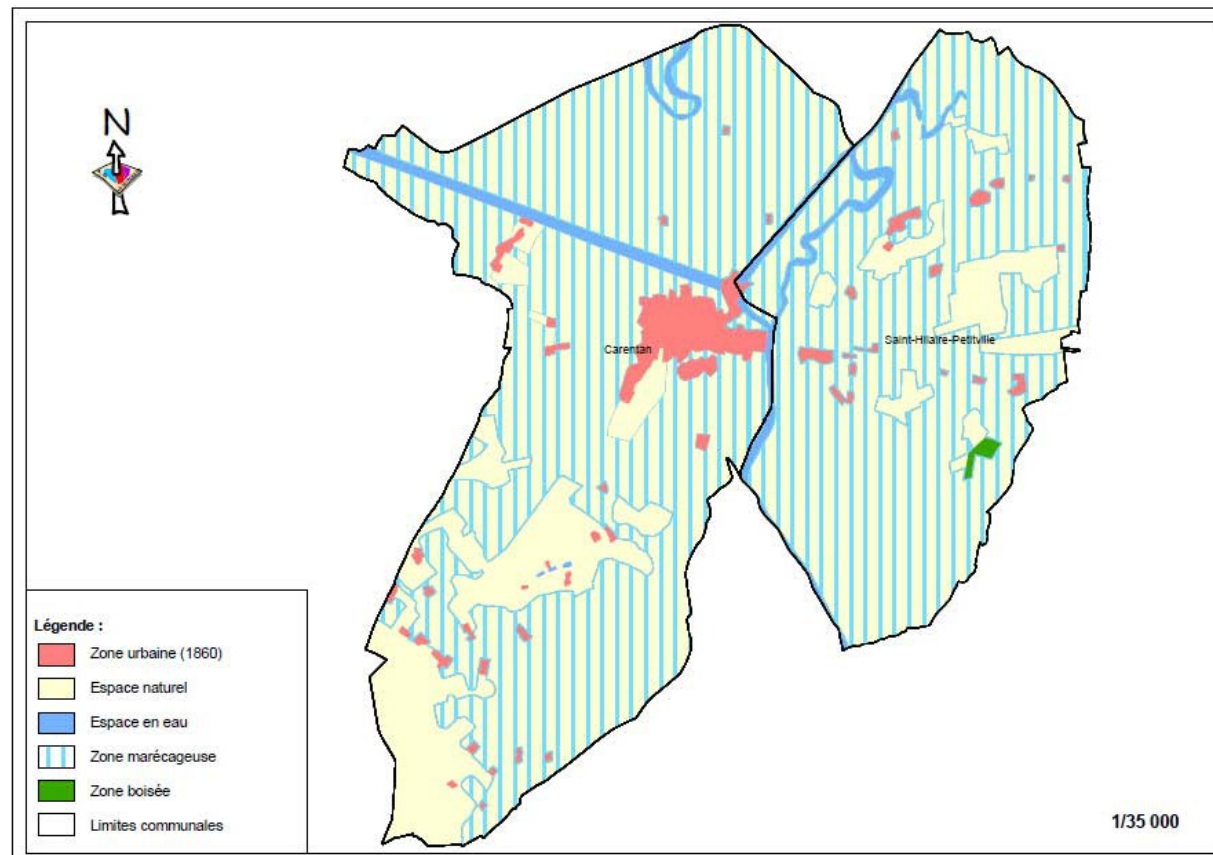 N
Carentan
Saint-Hilaire-Petitville
Légende :
Zone urbaine (1860)
Espace naturel
Espace en eau
Zone marécageuse
Zone boisée
Limites communales
1/35 000